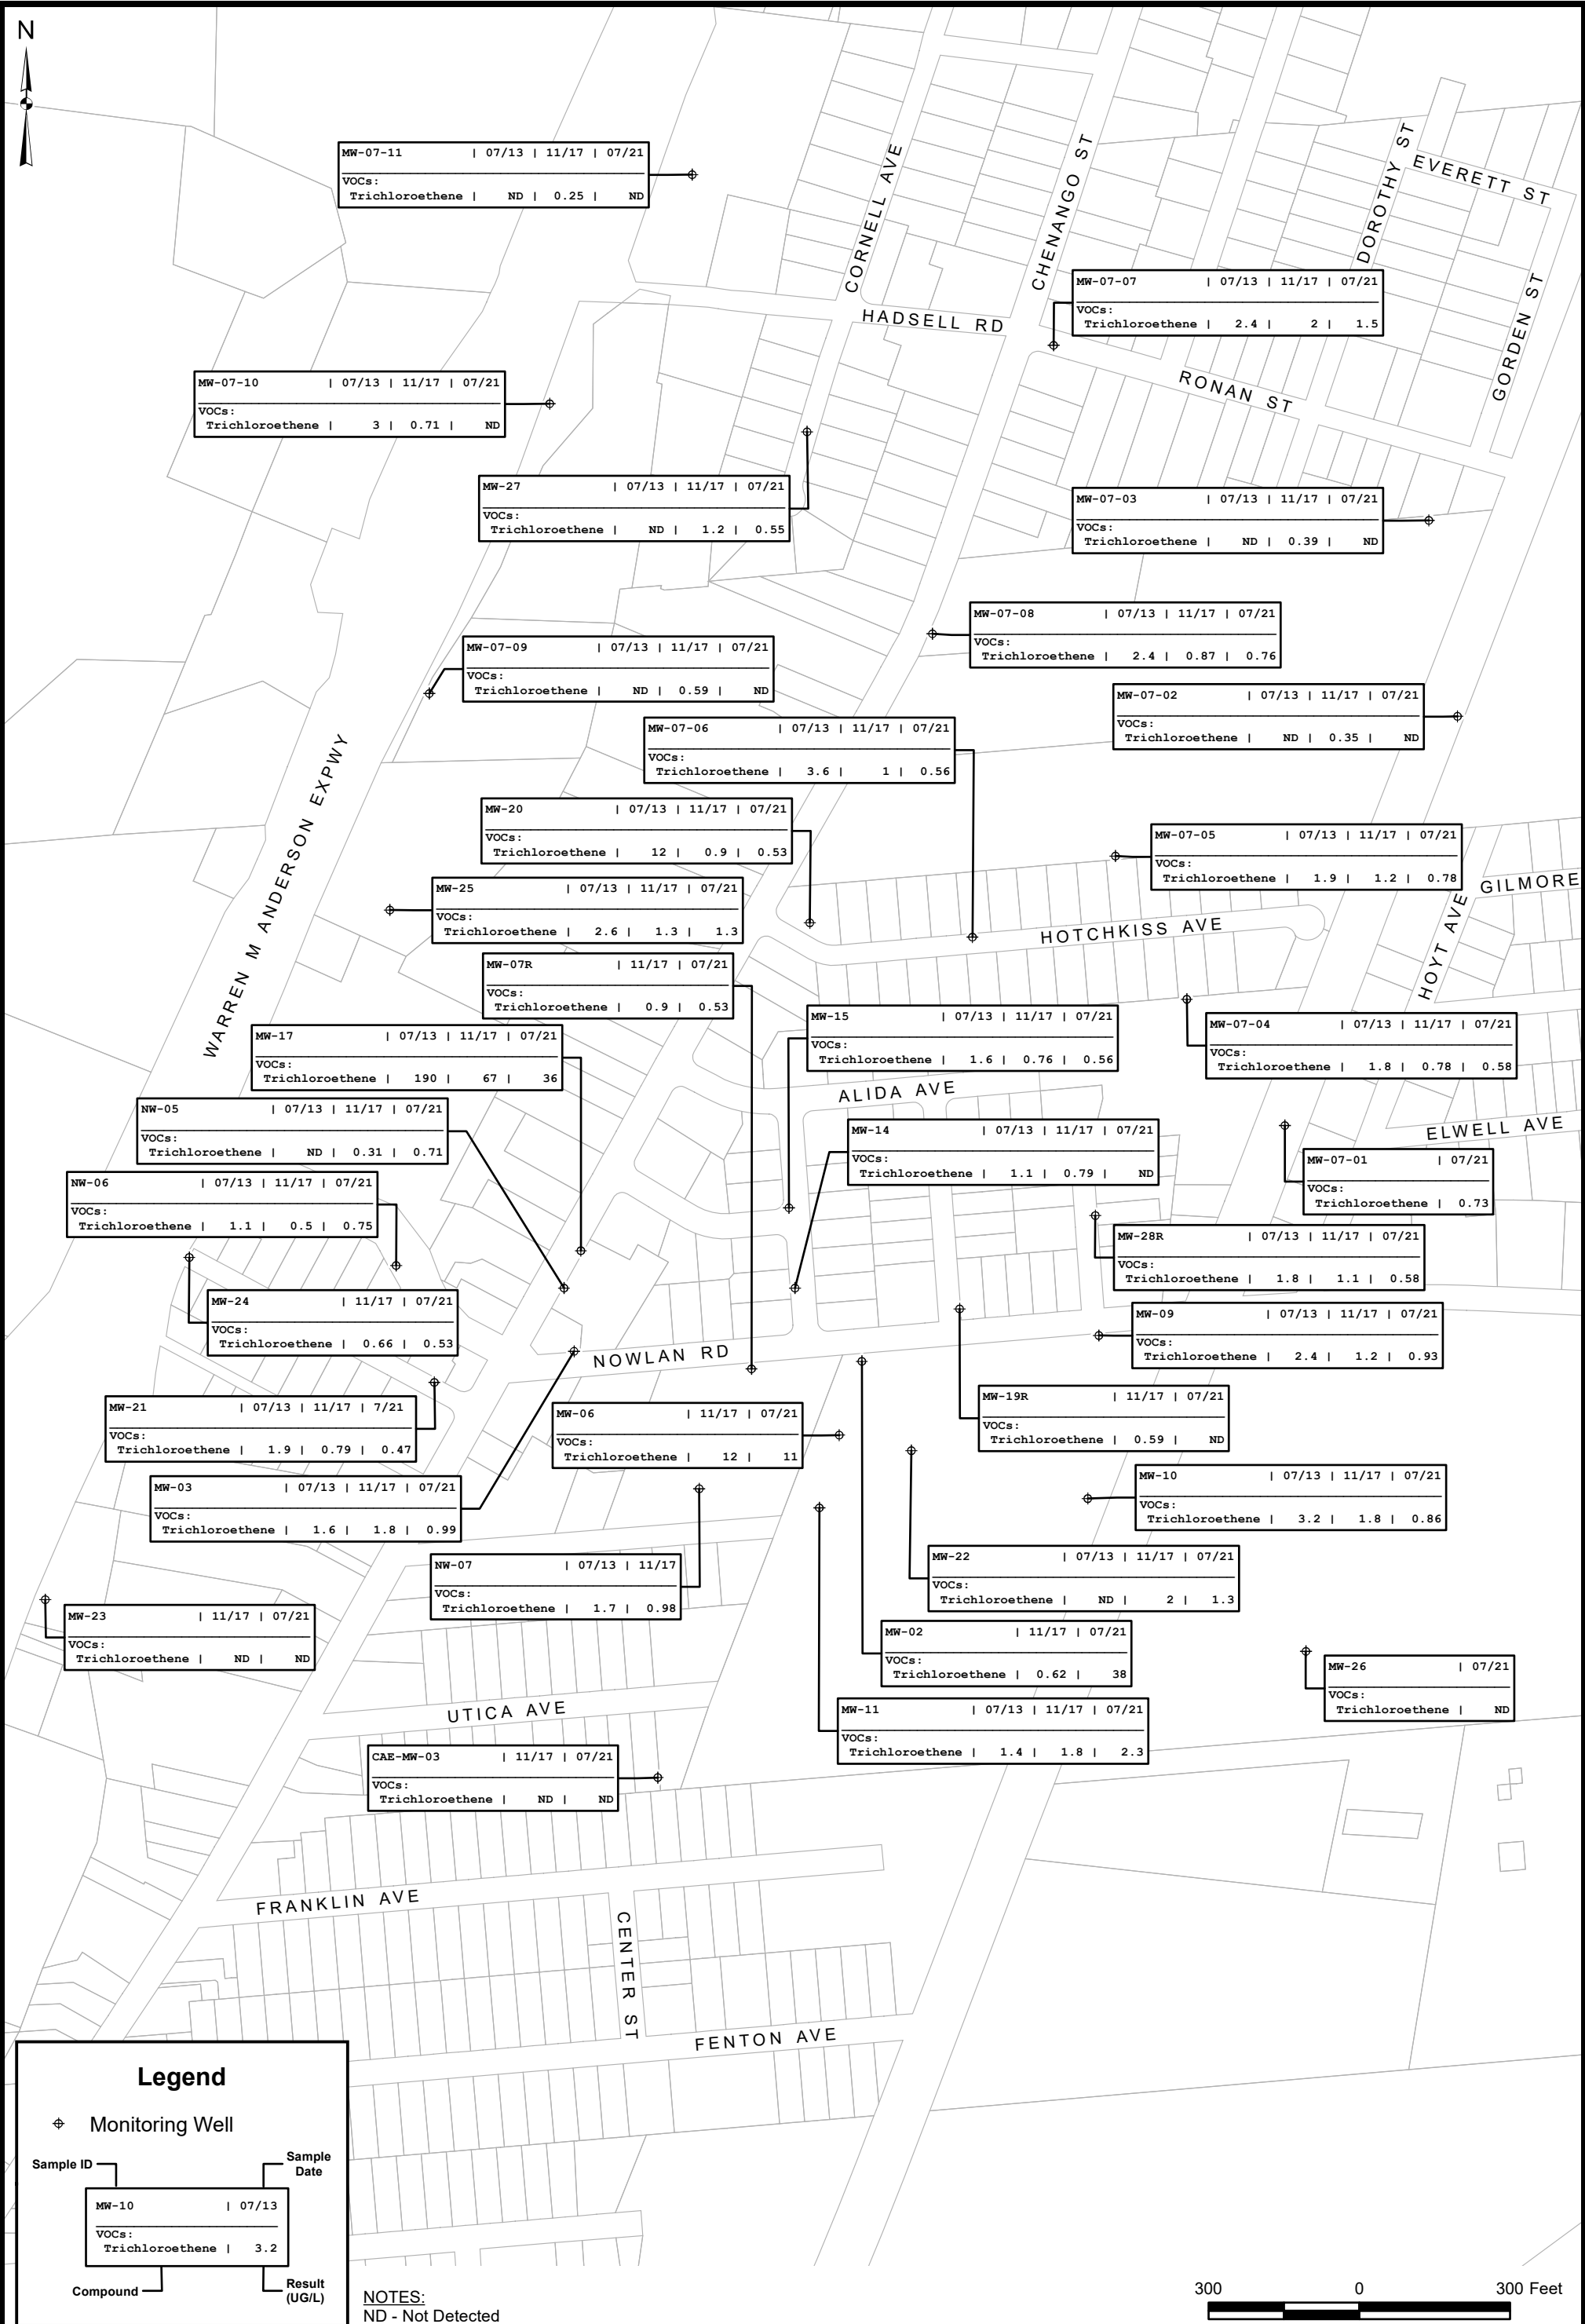 N
MW-07-11 | 07/13 | 11/17 | 07/21
VOCs:
Trichloroethene | ND | 0.25 | ND
CORNELL AVE
CHENANGO ST
DOROTHY ST
EVERETT ST
GORDEN ST
MW-07-07 | 07/13 | 11/17 | 07/21
VOCs:
Trichloroethene | 2.4 | 2 | 1.5
HADSELL RD
RONAN ST
MW-07-10 | 07/13 | 11/17 | 07/21
VOCs:
Trichloroethene | 3 | 0.71 | ND
MW-27 | 07/13 | 11/17 | 07/21
VOCs:
Trichloroethene | ND | 1.2 | 0.55
MW-07-03 | 07/13 | 11/17 | 07/21
VOCs:
Trichloroethene | ND | 0.39 | ND
MW-07-08 | 07/13 | 11/17 | 07/21
VOCs:
Trichloroethene | 2.4 | 0.87 | 0.76
MW-07-09 | 07/13 | 11/17 | 07/21
VOCs:
Trichloroethene | ND | 0.59 | ND
MW-07-02 | 07/13 | 11/17 | 07/21
VOCs:
Trichloroethene | ND | 0.35 | ND
MW-07-06 | 07/13 | 11/17 | 07/21
VOCs:
Trichloroethene | 3.6 | 1 | 0.56
WARREN M ANDERSON EXPWY
MW-20 | 07/13 | 11/17 | 07/21
VOCs:
Trichloroethene | 12 | 0.9 | 0.53
MW-07-05 | 07/13 | 11/17 | 07/21
VOCs:
Trichloroethene | 1.9 | 1.2 | 0.78
GILMORE
MW-25 | 07/13 | 11/17 | 07/21
VOCs:
Trichloroethene | 2.6 | 1.3 | 1.3
HOTCHKISS AVE
HOYT AVE
MW-07R | 11/17 | 07/21
VOCs:
Trichloroethene | 0.9 | 0.53
MW-15 | 07/13 | 11/17 | 07/21
VOCs:
Trichloroethene | 1.6 | 0.76 | 0.56
MW-07-04 | 07/13 | 11/17 | 07/21
VOCs:
Trichloroethene | 1.8 | 0.78 | 0.58
MW-17 | 07/13 | 11/17 | 07/21
VOCs:
Trichloroethene | 190 | 67 | 36
ALIDA AVE
NW-05 | 07/13 | 11/17 | 07/21
VOCs:
Trichloroethene | ND | 0.31 | 0.71
MW-14 | 07/13 | 11/17 | 07/21
VOCs:
Trichloroethene | 1.1 | 0.79 | ND
ELWELL AVE
MW-07-01 | 07/21
VOCs:
Trichloroethene | 0.73
NW-06 | 07/13 | 11/17 | 07/21
VOCs:
Trichloroethene | 1.1 | 0.5 | 0.75
MW-28R | 07/13 | 11/17 | 07/21
VOCs:
Trichloroethene | 1.8 | 1.1 | 0.58
MW-24 | 11/17 | 07/21
VOCs:
Trichloroethene | 0.66 | 0.53
MW-09 | 07/13 | 11/17 | 07/21
VOCs:
Trichloroethene | 2.4 | 1.2 | 0.93
NOWLAN RD
MW-19R | 11/17 | 07/21
VOCs:
Trichloroethene | 0.59 | ND
MW-21 | 07/13 | 11/17 | 7/21
VOCs:
Trichloroethene | 1.9 | 0.79 | 0.47
MW-06 | 11/17 | 07/21
VOCs:
Trichloroethene | 12 | 11
MW-10 | 07/13 | 11/17 | 07/21
VOCs:
Trichloroethene | 3.2 | 1.8 | 0.86
MW-03 | 07/13 | 11/17 | 07/21
VOCs:
Trichloroethene | 1.6 | 1.8 | 0.99
MW-22 | 07/13 | 11/17 | 07/21
VOCs:
Trichloroethene | ND | 2 | 1.3
NW-07 | 07/13 | 11/17
VOCs:
Trichloroethene | 1.7 | 0.98
MW-23 | 11/17 | 07/21
VOCs:
Trichloroethene | ND | ND
MW-02 | 11/17 | 07/21
VOCs:
Trichloroethene | 0.62 | 38
MW-26 | 07/21
VOCs:
Trichloroethene | ND
UTICA AVE
MW-11 | 07/13 | 11/17 | 07/21
VOCs:
Trichloroethene | 1.4 | 1.8 | 2.3
CAE-MW-03 | 11/17 | 07/21
VOCs:
Trichloroethene | ND | ND
FRANKLIN AVE
CENTER ST
FENTON AVE
Legend
Monitoring Well
Sample ID
Sample
Date
MW-10 | 07/13
VOCs:
Trichloroethene | 3.2
Compound
Result
(UG/L)
NOTES:
ND - Not Detected
300 0 300 Feet